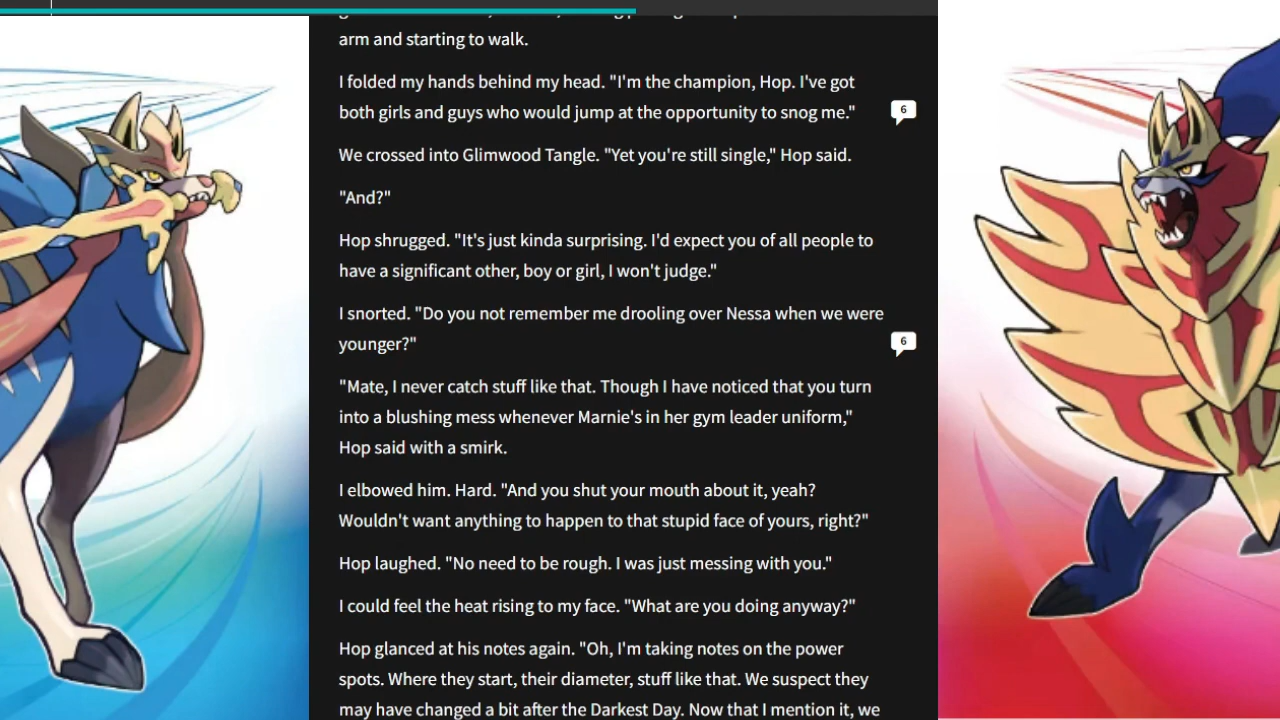 arm and starting to walk.
I folded my hands behind my head. "I'm the champion, Hop. I've got
both girls and guys who would jump at the opportunity to snog me."
6
We crossed into Glimwood Tangle. "Yet you're still single," Hop said.
"And?"
Hop shrugged. "It's just kinda surprising. I'd expect you of all people to
have a significant other, boy or girl, I won't judge."
I snorted. "Do you not remember me drooling over Nessa when we were
younger?"
6
"Mate, I never catch stuff like that. Though I have noticed that you turn
into a blushing mess whenever Marnie's in her gym leader uniform,"
Hop said with a smirk.
I elbowed him. Hard. "And you shut your mouth about it, yeah?
Wouldn't want anything to happen to that stupid face of yours, right?"
Hop laughed. "No need to be rough. I was just messing with you."
I could feel the heat rising to my face. "What are you doing anyway?"
Hop glanced at his notes again. "Oh, I'm taking notes on the power
spots. Where they start, their diameter, stuff like that. We suspect they
may have changed a bit after the Darkest Day. Now that I mention it, we